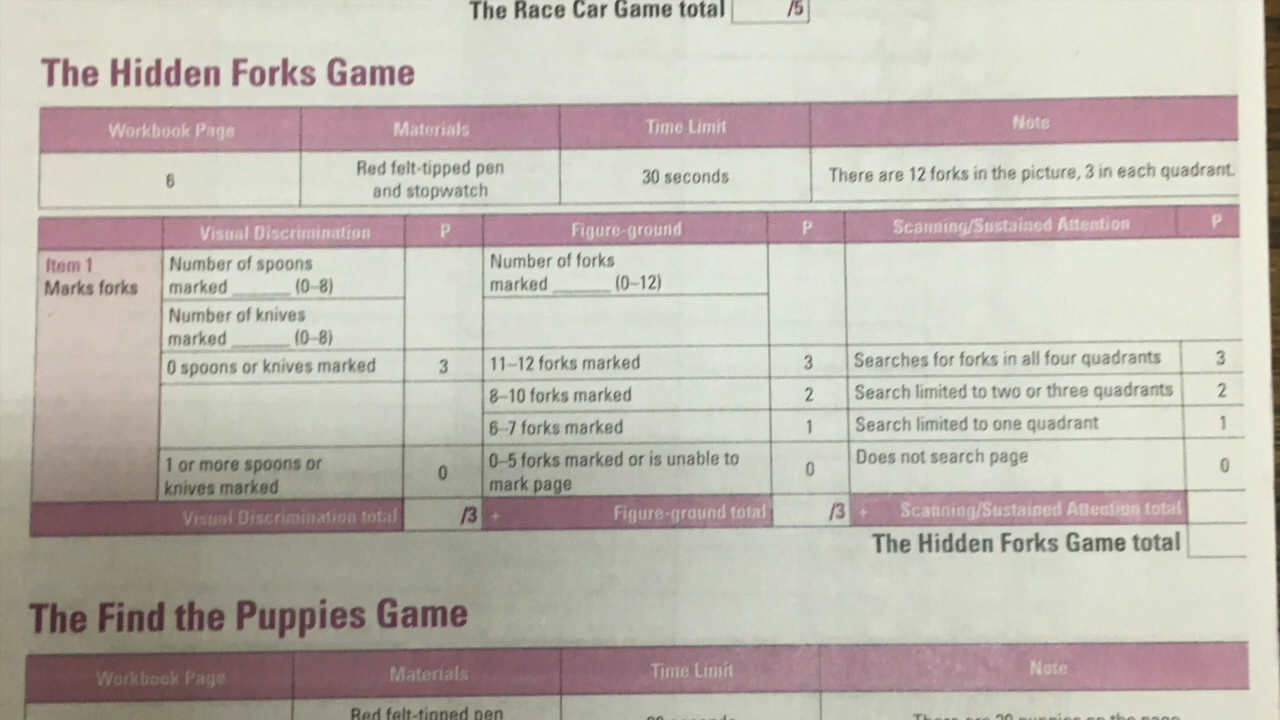 The Race Car Game total /5
The Hidden Forks Game
Workbook Page Materials Time Limit Note
6 Red felt-tipped pen and stopwatch 30 seconds There are 12 forks in the picture, 3 in each quadrant.
Visual Discrimination P Figure-ground P Scanning/Sustained Attention P
Item 1
Marks forks
Number of spoons
marked ______ (0–8)
Number of forks
marked ______ (0–12)
Number of knives
marked ______ (0–8)
0 spoons or knives marked 3 11–12 forks marked 3 Searches for forks in all four quadrants 3
8–10 forks marked 2 Search limited to two or three quadrants 2
6–7 forks marked 1 Search limited to one quadrant 1
1 or more spoons or
knives marked 0
0–5 forks marked or is unable to
mark page 0
Does not search page 0
Visual Discrimination total /3 + Figure-ground total /3 + Scanning/Sustained Attention total
The Hidden Forks Game total
The Find the Puppies Game
Workbook Page Materials Time Limit Note
Red felt-tipped pen